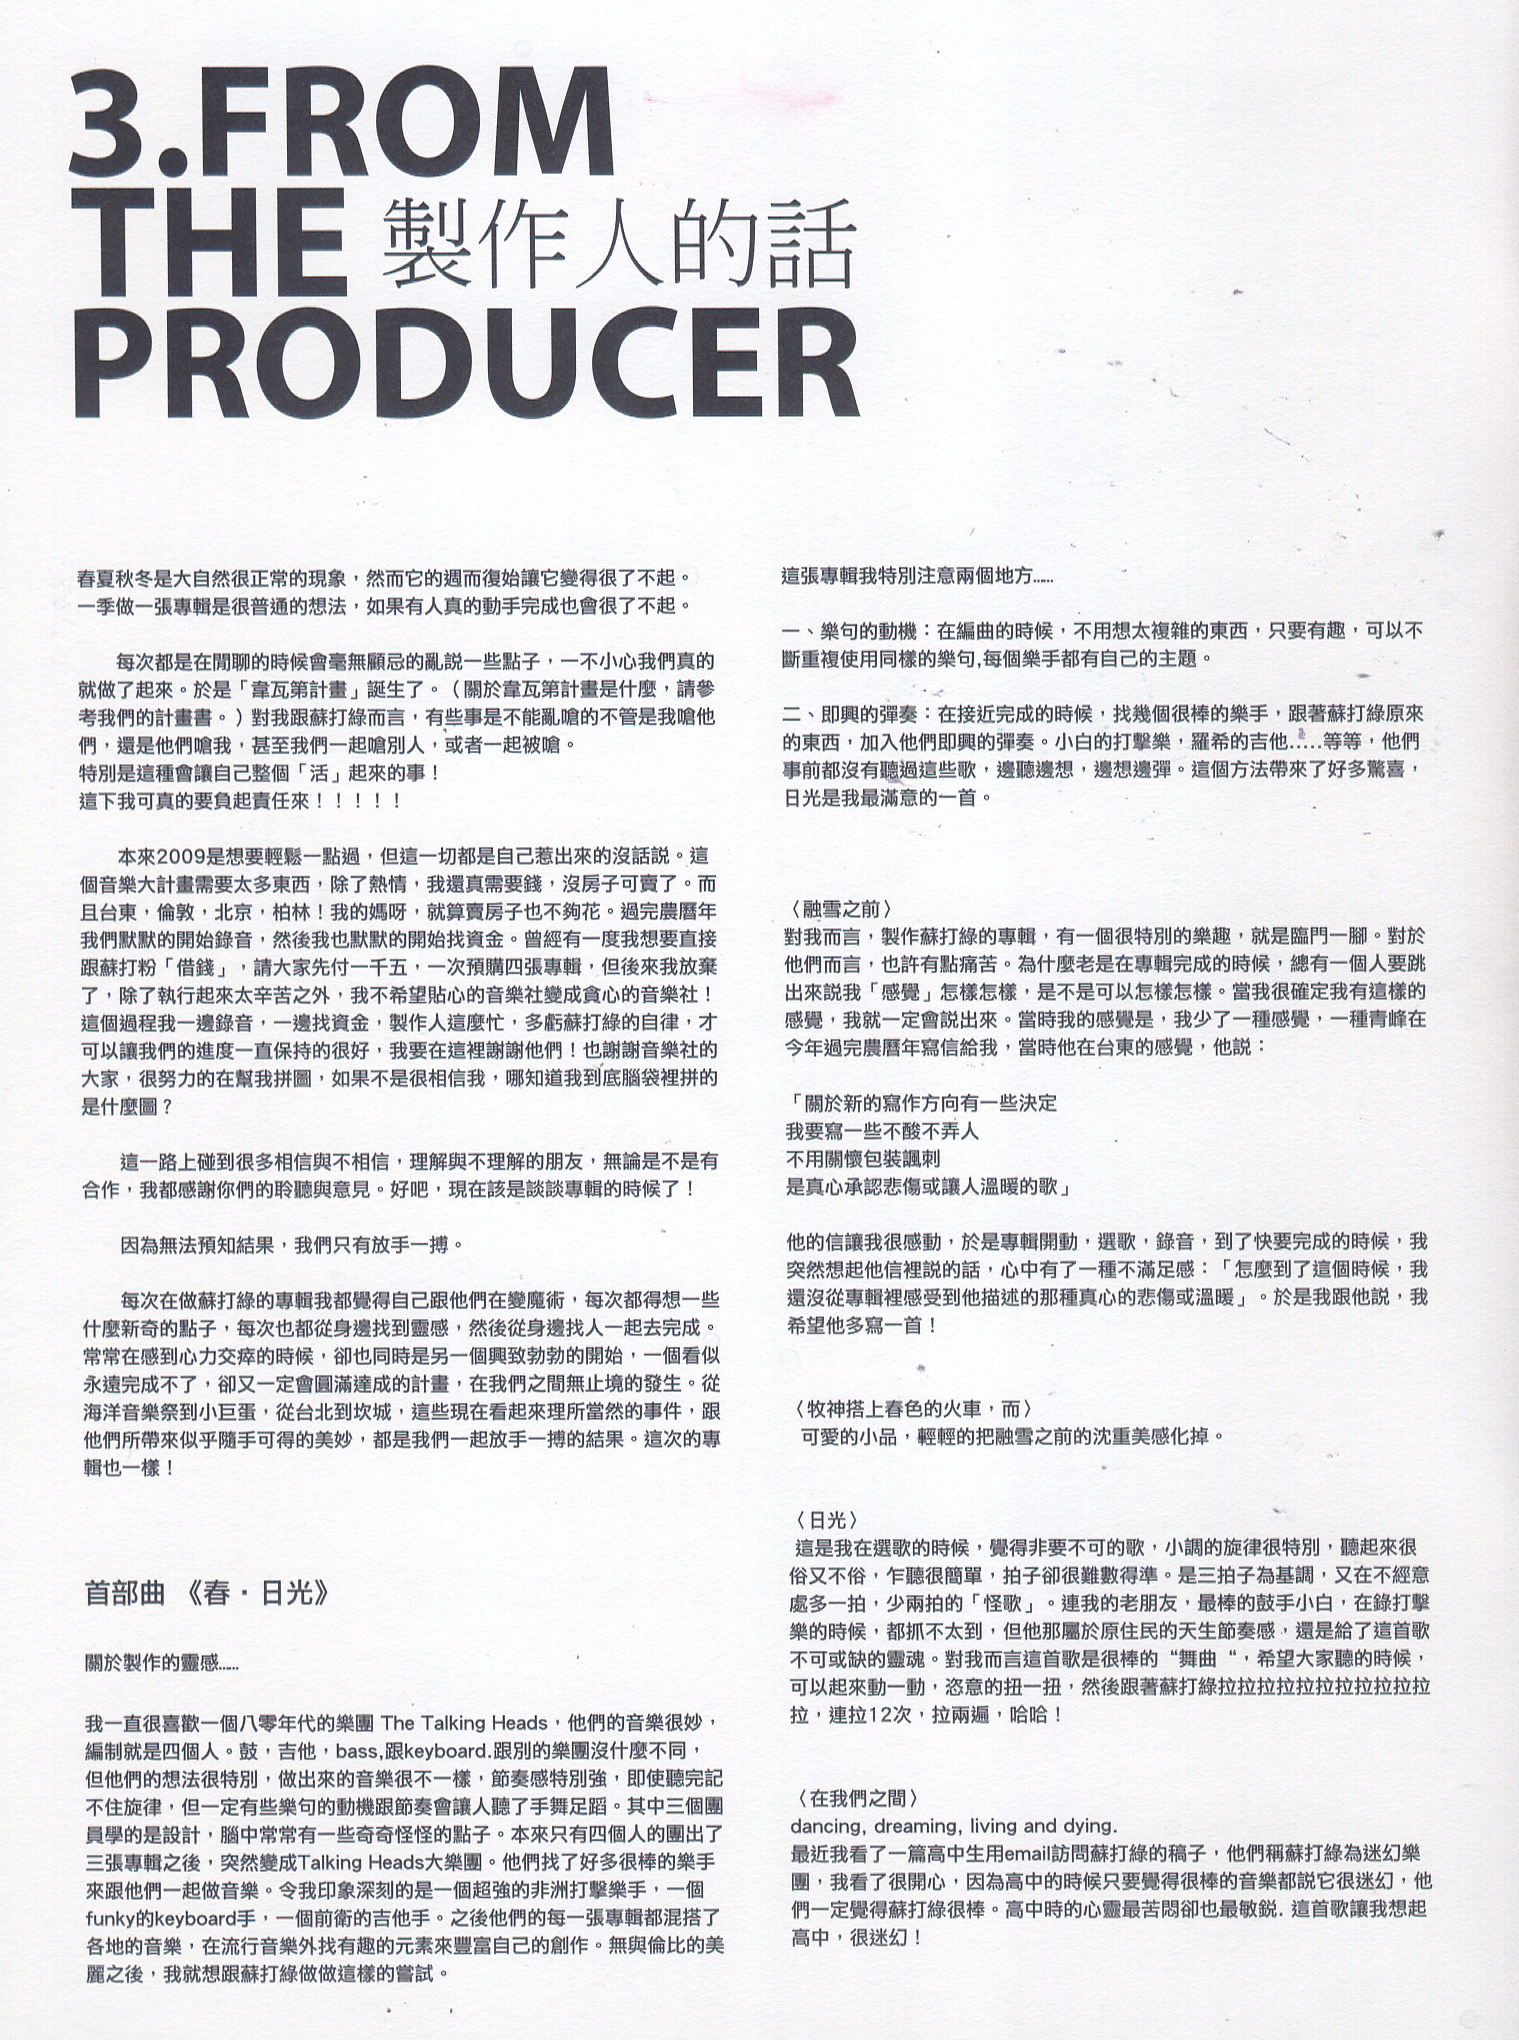 3.FROM
THE 製作人的話
PRODUCER
春夏秋冬是大自然很正常的現象，然而它的週而復始讓它變得很了不起。
一季做一張專輯是很普通的想法，如果有人真的動手完成也會很了不起。
每次都是在閒聊的時候會毫無顧忌的亂說一些點子，一不小心我們真的
就做了起來。於是「韋瓦第計畫」誕生了。（關於韋瓦第計畫是什麼，請參
考我們的計畫書。）對我跟蘇打綠而言，有些事是不能亂嗆的不管是我嗆他
們，還是他們嗆我，甚至我們一起嗆別人，或者一起被嗆。
特別是這種會讓自己整個「活」起來的事！
這下我可真的要負起責任來！！！！！
本來2009是想要輕鬆一點過，但這一切都是自己惹出來的沒話說。這
個音樂大計畫需要太多東西，除了熱情，我還真需要錢，沒房子可賣了。而
且台東，倫敦，北京，柏林！我的媽呀，就算賣房子也不夠花。過完農曆年
我們默默的開始錄音，然後我也默默的開始找資金。曾經有一度我想要直接
跟蘇打粉「借錢」，請大家先付一千五，一次預購四張專輯，但後來我放棄
了，除了執行起來太辛苦之外，我不希望貼心的音樂社變成貪心的音樂社！
這個過程我一邊錄音，一邊找資金，製作人這麼忙，多虧蘇打綠的自律，才
可以讓我們的進度一直保持的很好，我要在這裡謝謝他們！也謝謝音樂社的
大家，很努力的在幫我拼圖，如果不是很相信我，哪知道我到底腦袋裡拼的
是什麼圖？
這一路上碰到很多相信與不相信，理解與不理解的朋友，無論是不是有
合作，我都感謝你們的聆聽與意見。好吧，現在該是談談專輯的時候了！
因為無法預知結果，我們只有放手一搏。
每次在做蘇打綠的專輯我都覺得自己跟他們在變魔術，每次都得想一些
什麼新奇的點子，每次也都從身邊找到靈感，然後從身邊找人一起去完成。
常常在感到心力交瘁的時候，卻也同時是另一個興致勃勃的開始，一個看似
永遠完成不了，卻又一定會圓滿達成的計畫，在我們之間無止境的發生。從
海洋音樂祭到小巨蛋，從台北到坎城，這些現在看起來理所當然的事件，跟
他們所帶來似乎隨手可得的美妙，都是我們一起放手一搏的結果。這次的專
輯也一樣！
首部曲 《春・日光》
關於製作的靈感……
我一直很喜歡一個八零年代的樂團 The Talking Heads，他們的音樂很妙，
編制就是四個人。鼓，吉他，bass,跟keyboard.跟別的樂團沒什麼不同，
但他們的想法很特別，做出來的音樂很不一樣，節奏感特別強，即使聽完記
不住旋律，但一定有些樂句的動機跟節奏會讓人聽了手舞足蹈。其中三個團
員學的是設計，腦中常常有一些奇奇怪怪的點子。本來只有四個人的團出了
三張專輯之後，突然變成Talking Heads大樂團。他們找了好多很棒的樂手
來跟他們一起做音樂。令我印象深刻的是一個超強的非洲打擊樂手，一個
funky的keyboard手，一個前衛的吉他手。之後他們的每一張專輯都混搭了
各地的音樂，在流行音樂外找有趣的元素來豐富自己的創作。無與倫比的美
麗之後，我就想跟蘇打綠做做這樣的嘗試。
這張專輯我特別注意兩個地方……
一、樂句的動機：在編曲的時候，不用想太複雜的東西，只要有趣，可以不
斷重複使用同樣的樂句,每個樂手都有自己的主題。
二、即興的彈奏：在接近完成的時候，找幾個很棒的樂手，跟著蘇打綠原來
的東西，加入他們即興的彈奏。小白的打擊樂，羅希的吉他.....等等，他們
事前都沒有聽過這些歌，邊聽邊想，邊想邊彈。這個方法帶來了好多驚喜，
日光是我最滿意的一首。
〈融雪之前〉
對我而言，製作蘇打綠的專輯，有一個很特別的樂趣，就是臨門一腳。對於
他們而言，也許有點痛苦。為什麼老是在專輯完成的時候，總有一個人要跳
出來說我「感覺」怎樣怎樣，是不是可以怎樣怎樣。當我很確定我有這樣的
感覺，我就一定會說出來。當時我的感覺是，我少了一種感覺，一種青峰在
今年過完農曆年寫信給我，當時他在台東的感覺，他說：
「關於新的寫作方向有一些決定
我要寫一些不酸不弄人
不用關懷包裝諷刺
是真心承認悲傷或讓人溫暖的歌」
他的信讓我很感動，於是專輯開動，選歌，錄音，到了快要完成的時候，我
突然想起他信裡說的話，心中有了一種不滿足感：「怎麼到了這個時候，我
還沒從專輯裡感受到他描述的那種真心的悲傷或溫暖」。於是我跟他說，我
希望他多寫一首！
〈牧神搭上春色的火車，而〉
可愛的小品，輕輕的把融雪之前的沈重美感化掉。
〈日光〉
這是我在選歌的時候，覺得非要不可的歌，小調的旋律很特別，聽起來很
俗又不俗，乍聽很簡單，拍子卻很難數得準。是三拍子為基調，又在不經意
處多一拍，少兩拍的「怪歌」。連我的老朋友，最棒的鼓手小白，在錄打擊
樂的時候，都抓不太到，但他那屬於原住民的天生節奏感，還是給了這首歌
不可或缺的靈魂。對我而言這首歌是很棒的“舞曲“，希望大家聽的時候，
可以起來動一動，恣意的扭一扭，然後跟著蘇打綠拉拉拉拉拉拉拉拉拉拉拉
拉，連拉12次，拉兩遍，哈哈！
〈在我們之間〉
dancing, dreaming, living and dying.
最近我看了一篇高中生用email訪問蘇打綠的稿子，他們稱蘇打綠為迷幻樂
團，我看了很開心，因為高中的時候只要覺得很棒的音樂都說它很迷幻，他
們一定覺得蘇打綠很棒。高中時的心靈最苦悶卻也最敏銳. 這首歌讓我想起
高中，很迷幻！